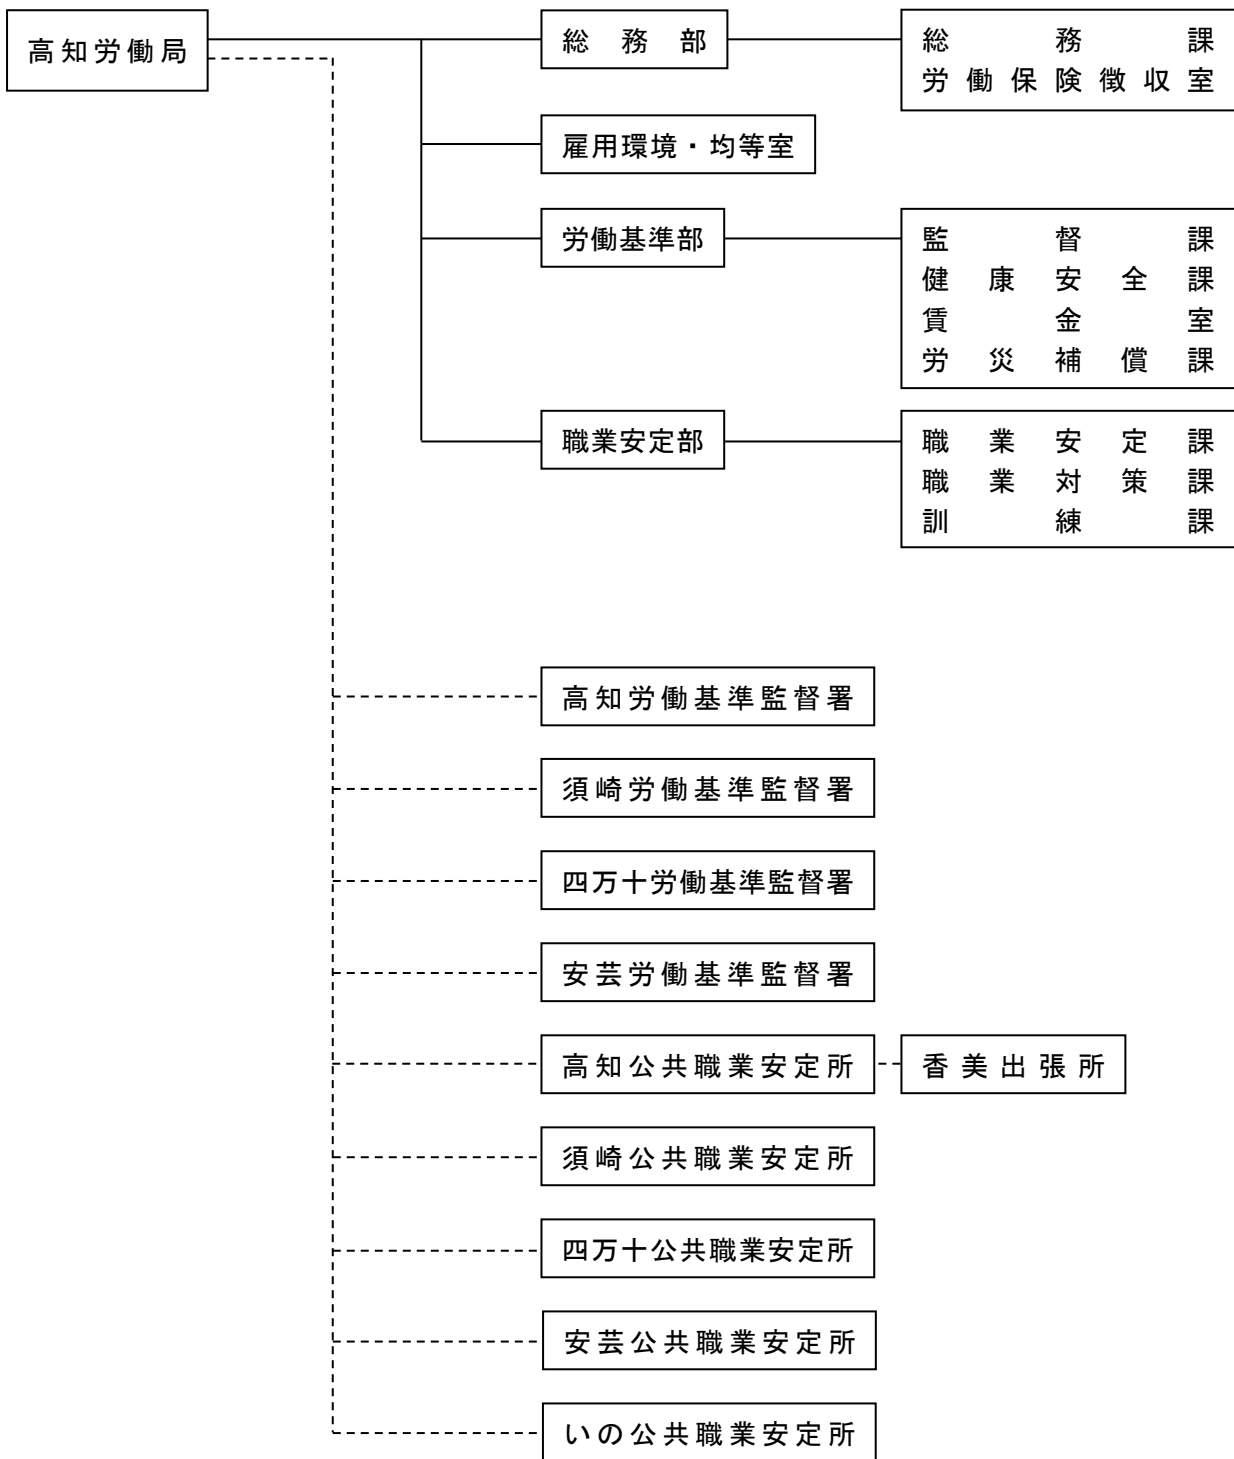 高知労働局
総務部
総務課
労働保険徴収室
雇用環境・均等室
労働基準部
監督課
健康安全課
賃金室
労災補償課
職業安定部
職業安定課
職業対策課
訓練課
高知労働基準監督署
須崎労働基準監督署
四万十労働基準監督署
安芸労働基準監督署
高知公共職業安定所
香美出張所
須崎公共職業安定所
四万十公共職業安定所
安芸公共職業安定所
いの公共職業安定所